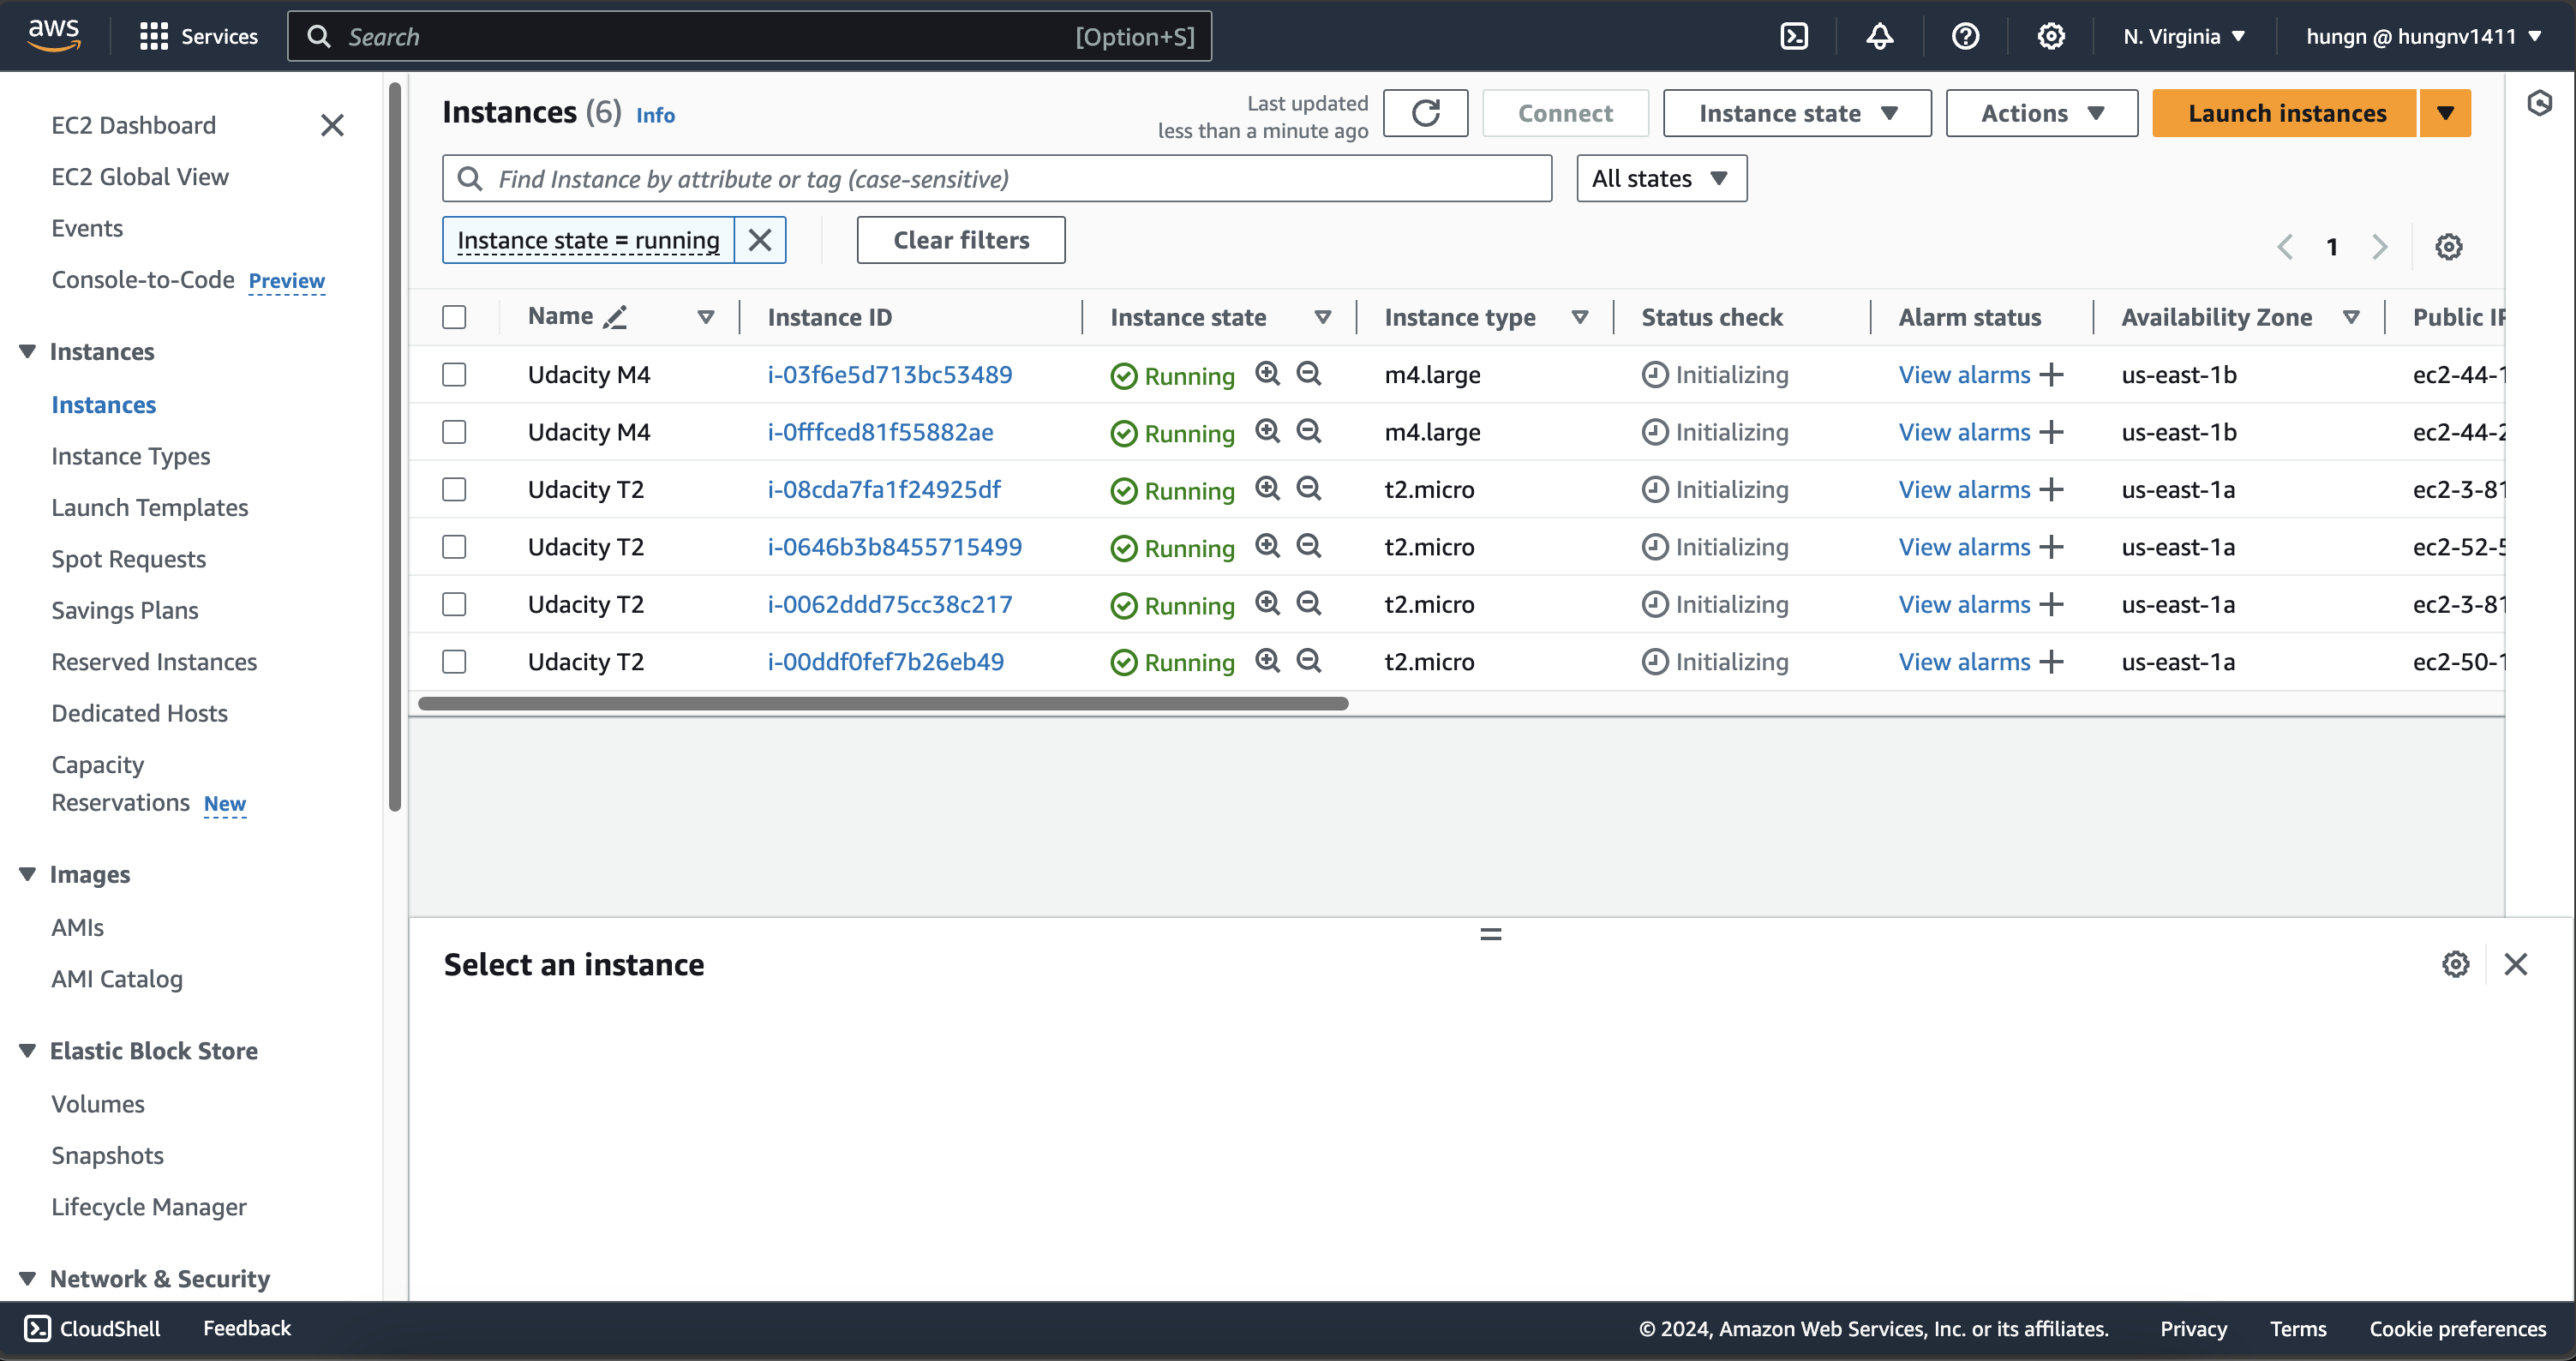 aws
Services
Search [Option+S]
N. Virginia
hungn @ hungnv1411
EC2 Dashboard
EC2 Global View
Events
Console-to-Code Preview
Instances
Instances
Instance Types
Launch Templates
Spot Requests
Savings Plans
Reserved Instances
Dedicated Hosts
Capacity
Reservations New
Images
AMIs
AMI Catalog
Elastic Block Store
Volumes
Snapshots
Lifecycle Manager
Network & Security
Instances (6) Info
Last updated
less than a minute ago
Connect
Instance state
Actions
Launch instances
Find Instance by attribute or tag (case-sensitive)
All states
Instance state = running
Clear filters
1
Name Instance ID Instance state Instance type Status check Alarm status Availability Zone Public IP
Udacity M4 i-03f6e5d713bc53489 Running m4.large Initializing View alarms us-east-1b ec2-44-1
Udacity M4 i-0fffced81f55882ae Running m4.large Initializing View alarms us-east-1b ec2-44-2
Udacity T2 i-08cda7fa1f24925df Running t2.micro Initializing View alarms us-east-1a ec2-3-81
Udacity T2 i-0646b3b8455715499 Running t2.micro Initializing View alarms us-east-1a ec2-52-5
Udacity T2 i-0062ddd75cc38c217 Running t2.micro Initializing View alarms us-east-1a ec2-3-81
Udacity T2 i-00ddf0fef7b26eb49 Running t2.micro Initializing View alarms us-east-1a ec2-50-1
Select an instance
CloudShell Feedback © 2024, Amazon Web Services, Inc. or its affiliates. Privacy Terms Cookie preferences